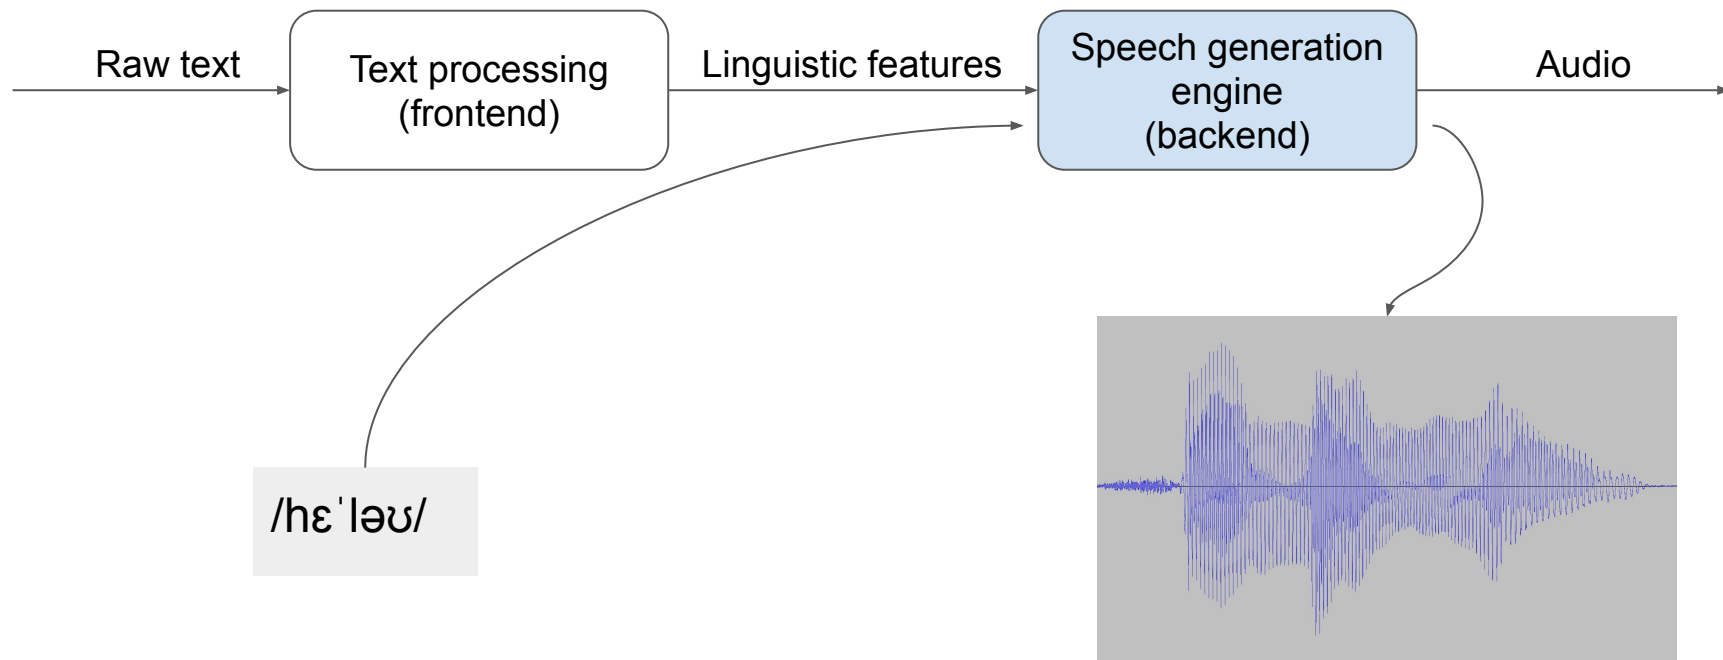 Raw text
Text processing
(frontend)
Linguistic features
Speech generation
engine
(backend)
Audio
/hɛˈləʊ/